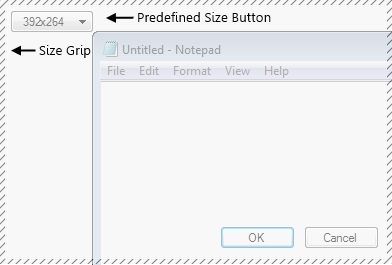 392x264
Predefined Size Button
Size Grip
Untitled - Notepad
File Edit Format View Help
OK Cancel